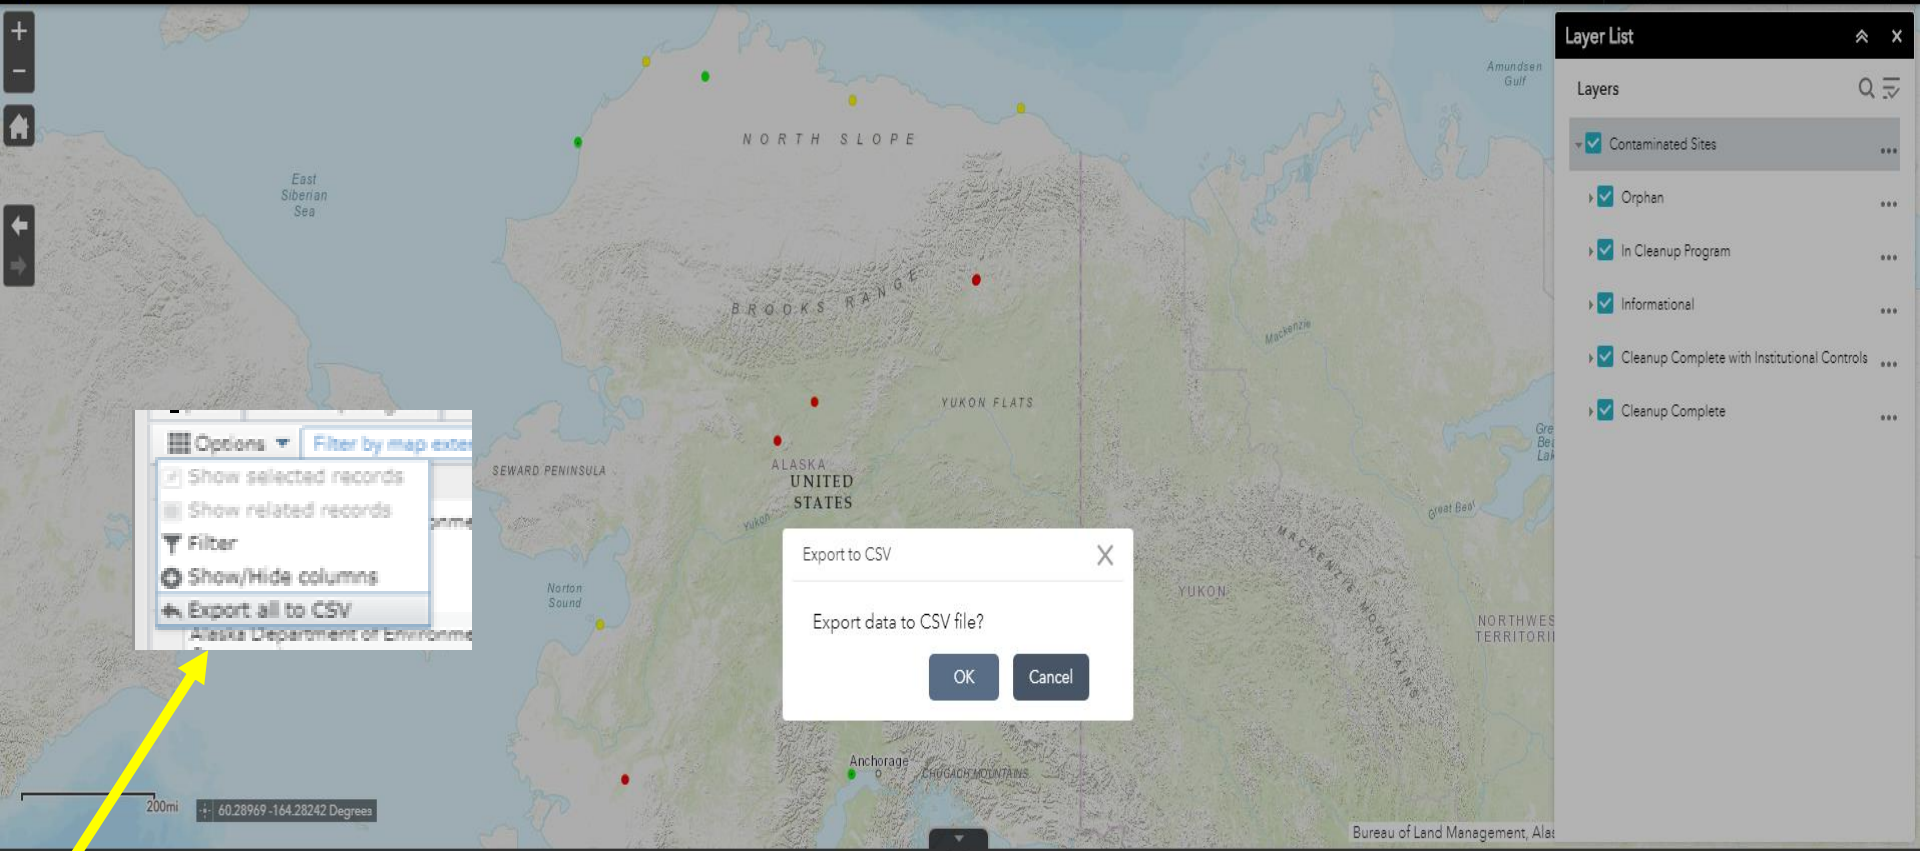 Layer List
Layers
Contaminated Sites
Orphan
In Cleanup Program
Informational
Cleanup Complete with Institutional Controls
Cleanup Complete
Amundsen
Gulf
NORTH SLOPE
East
Siberian
Sea
BROOKS RANGE
Mackenzie
YUKON FLATS
SEWARD PENINSULA
ALASKA
UNITED
STATES
Yukon
Great Bear
MACKENZIE MOUNTAINS
Options
Filter by map exte
Show selected records
Show related records
Filter
Show/Hide columns
Export all to CSV
Alaska Department of Environme
Export to CSV
X
Export data to CSV file?
OK
Cancel
Norton
Sound
YUKON
NORTHWES
TERRITORI
Anchorage
CHUGACH MOUNTAINS
200mi
60.28969 -164.28242 Degrees
Bureau of Land Management, Alas